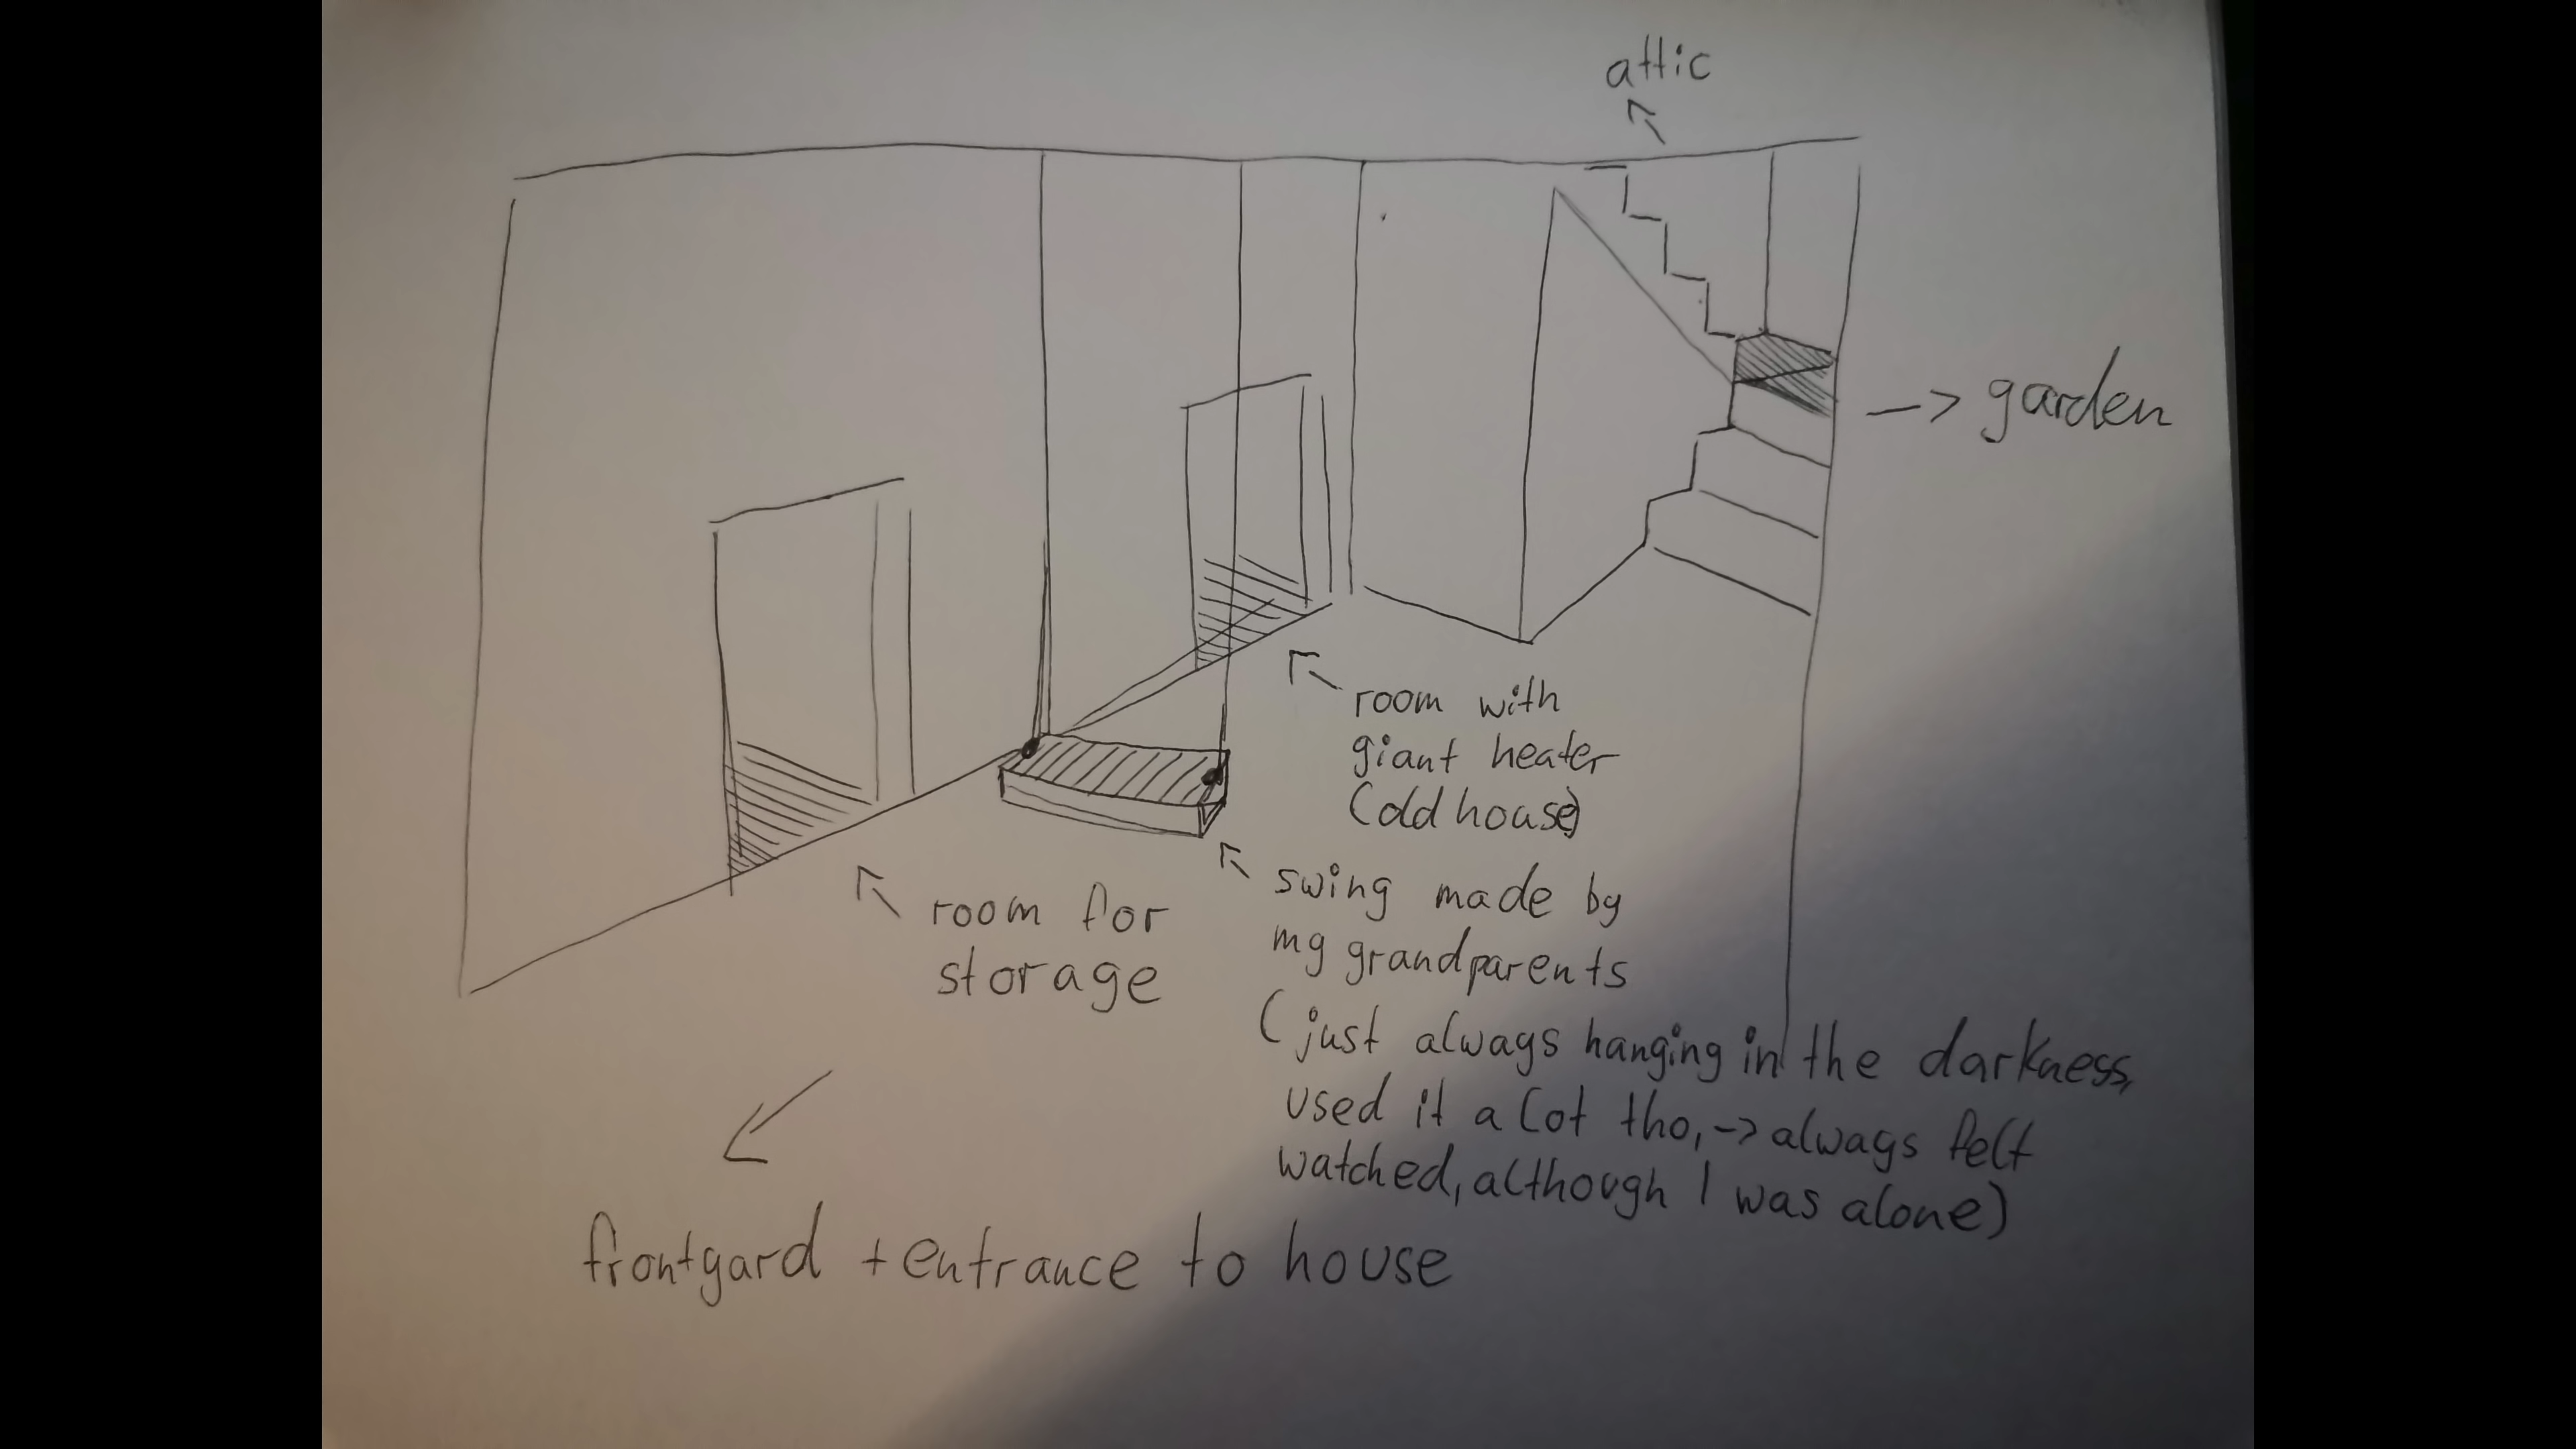 attic
-> garden
room with
giant heater
(old house)
swing made by
my grandparents
(just always hanging in the darkness,
used it a lot tho, -> always felt
watched, although I was alone)
room for
storage
frontyard + entrance to house